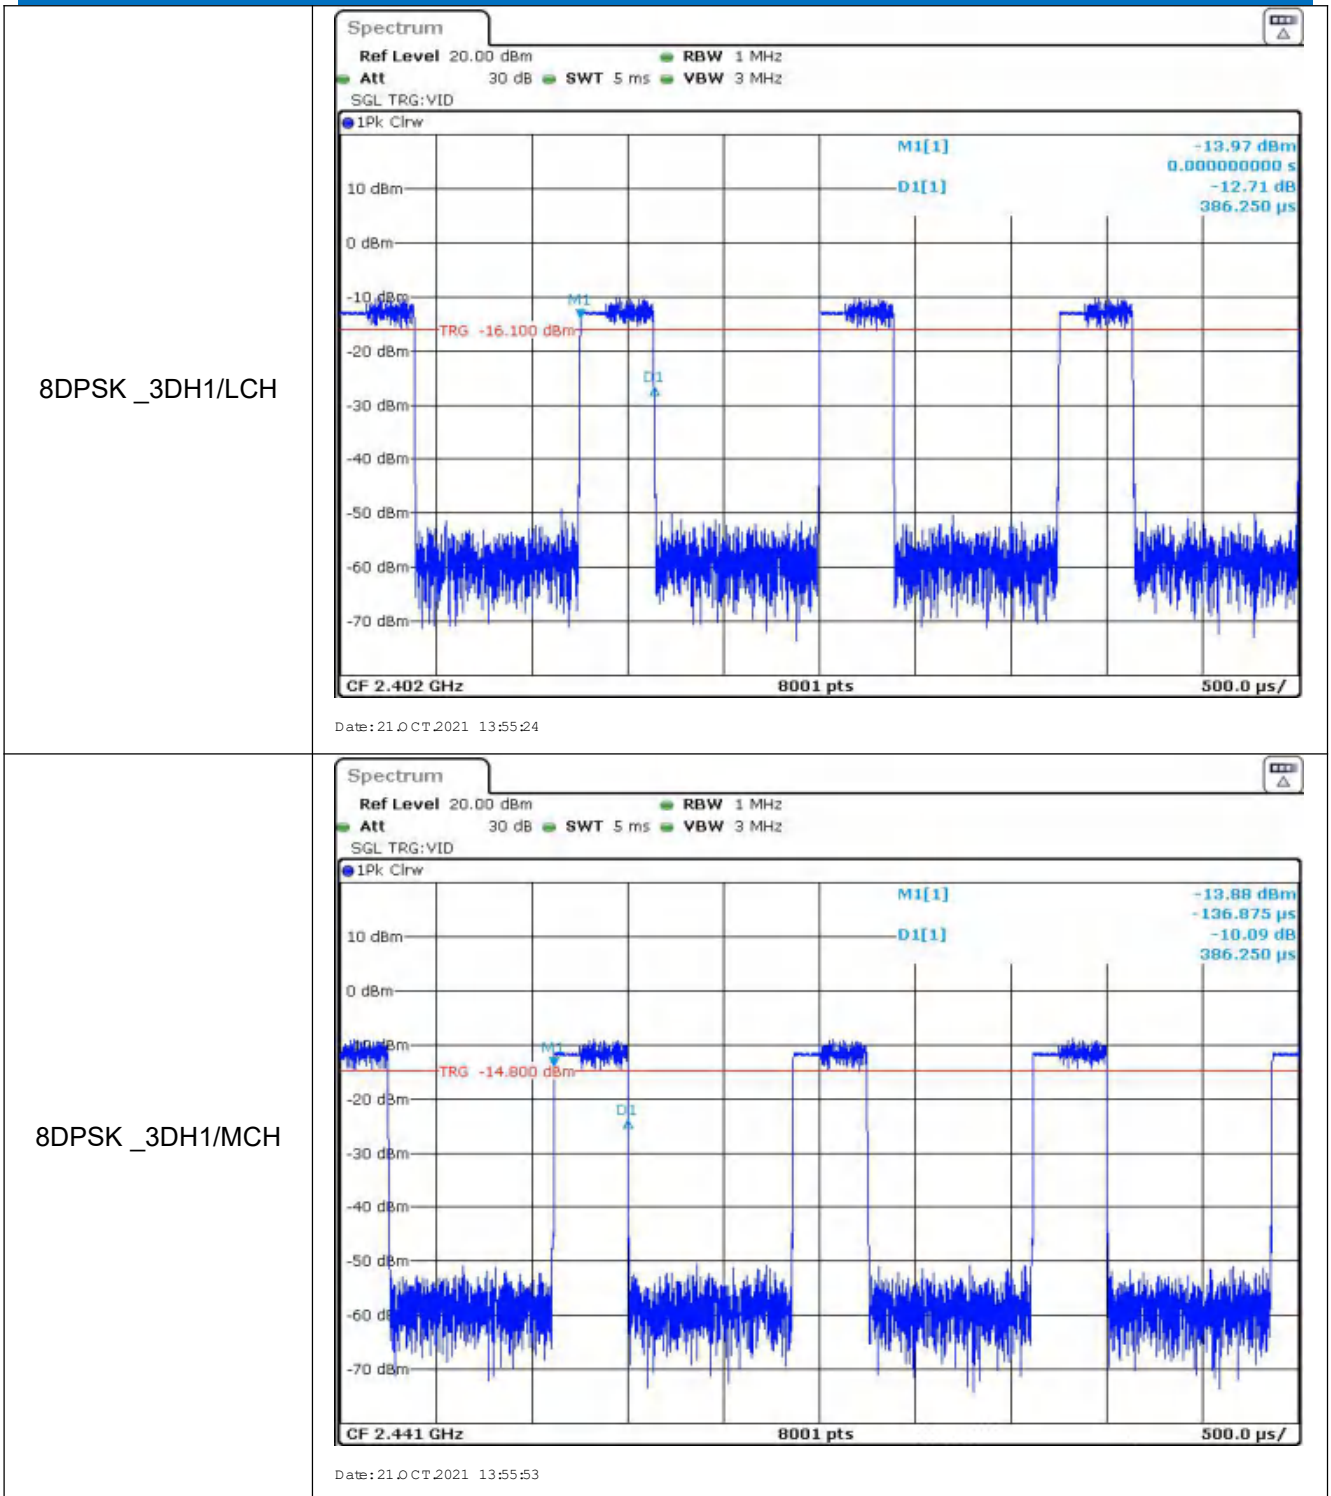 8DPSK _3DH1/LCH
Spectrum
Ref Level 20.00 dBm RBW 1 MHz
Att 30 dB SWT 5 ms VBW 3 MHz
SGL TRG:VID
1Pk Clrw
M1[1] -13.97 dBm
0.000000000 s
10 dBm D1[1] -12.71 dB
386.250 µs
0 dBm
-10 dBm
M1
TRG -16.100 dBm
-20 dBm
D1
-30 dBm
-40 dBm
-50 dBm
-60 dBm
-70 dBm
CF 2.402 GHz 8001 pts 500.0 µs/
Date: 21.OCT.2021 13:55:24
8DPSK _3DH1/MCH
Spectrum
Ref Level 20.00 dBm RBW 1 MHz
Att 30 dB SWT 5 ms VBW 3 MHz
SGL TRG:VID
1Pk Clrw
M1[1] -13.88 dBm
-136.875 µs
10 dBm D1[1] -10.09 dB
386.250 µs
0 dBm
-10 dBm
M1
TRG -14.800 dBm
-20 dBm
D1
-30 dBm
-40 dBm
-50 dBm
-60 dBm
-70 dBm
CF 2.441 GHz 8001 pts 500.0 µs/
Date: 21.OCT.2021 13:55:53